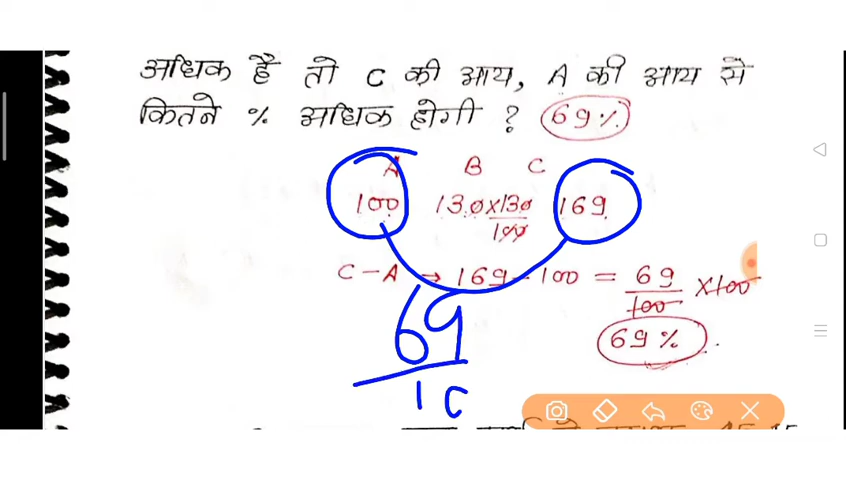 अधिक है तो C की आय, A की आय से
कितने % अधिक होगी ? 69%
A B C
100 130×130/100 169
C-A → 169-100 = 69/100 ×100
69
69%
1C